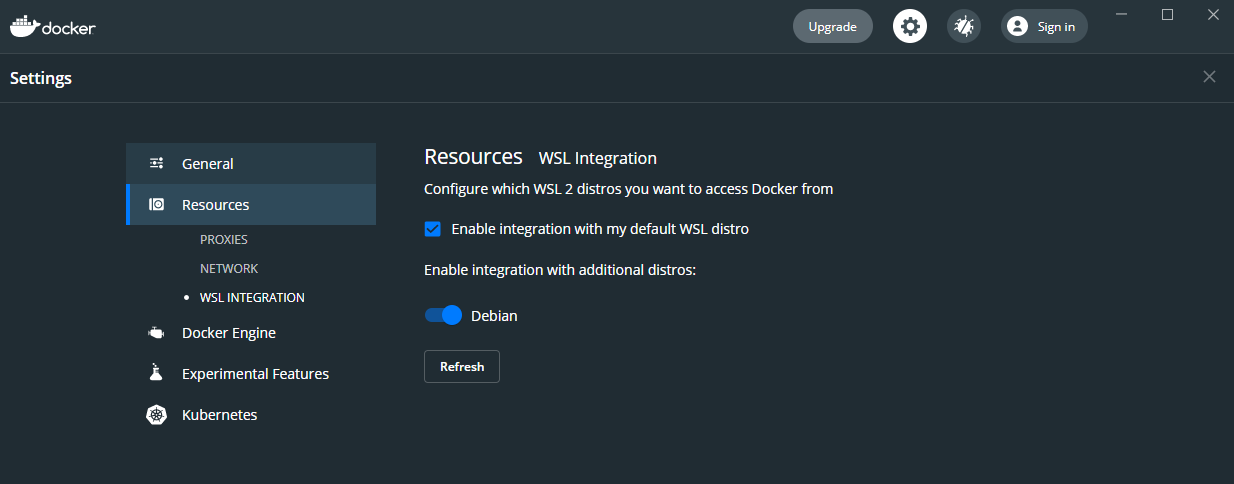 docker
Upgrade
Sign in
Settings
General
Resources
PROXIES
NETWORK
WSL INTEGRATION
Docker Engine
Experimental Features
Kubernetes
Resources WSL Integration
Configure which WSL 2 distros you want to access Docker from
Enable integration with my default WSL distro
Enable integration with additional distros:
Debian
Refresh